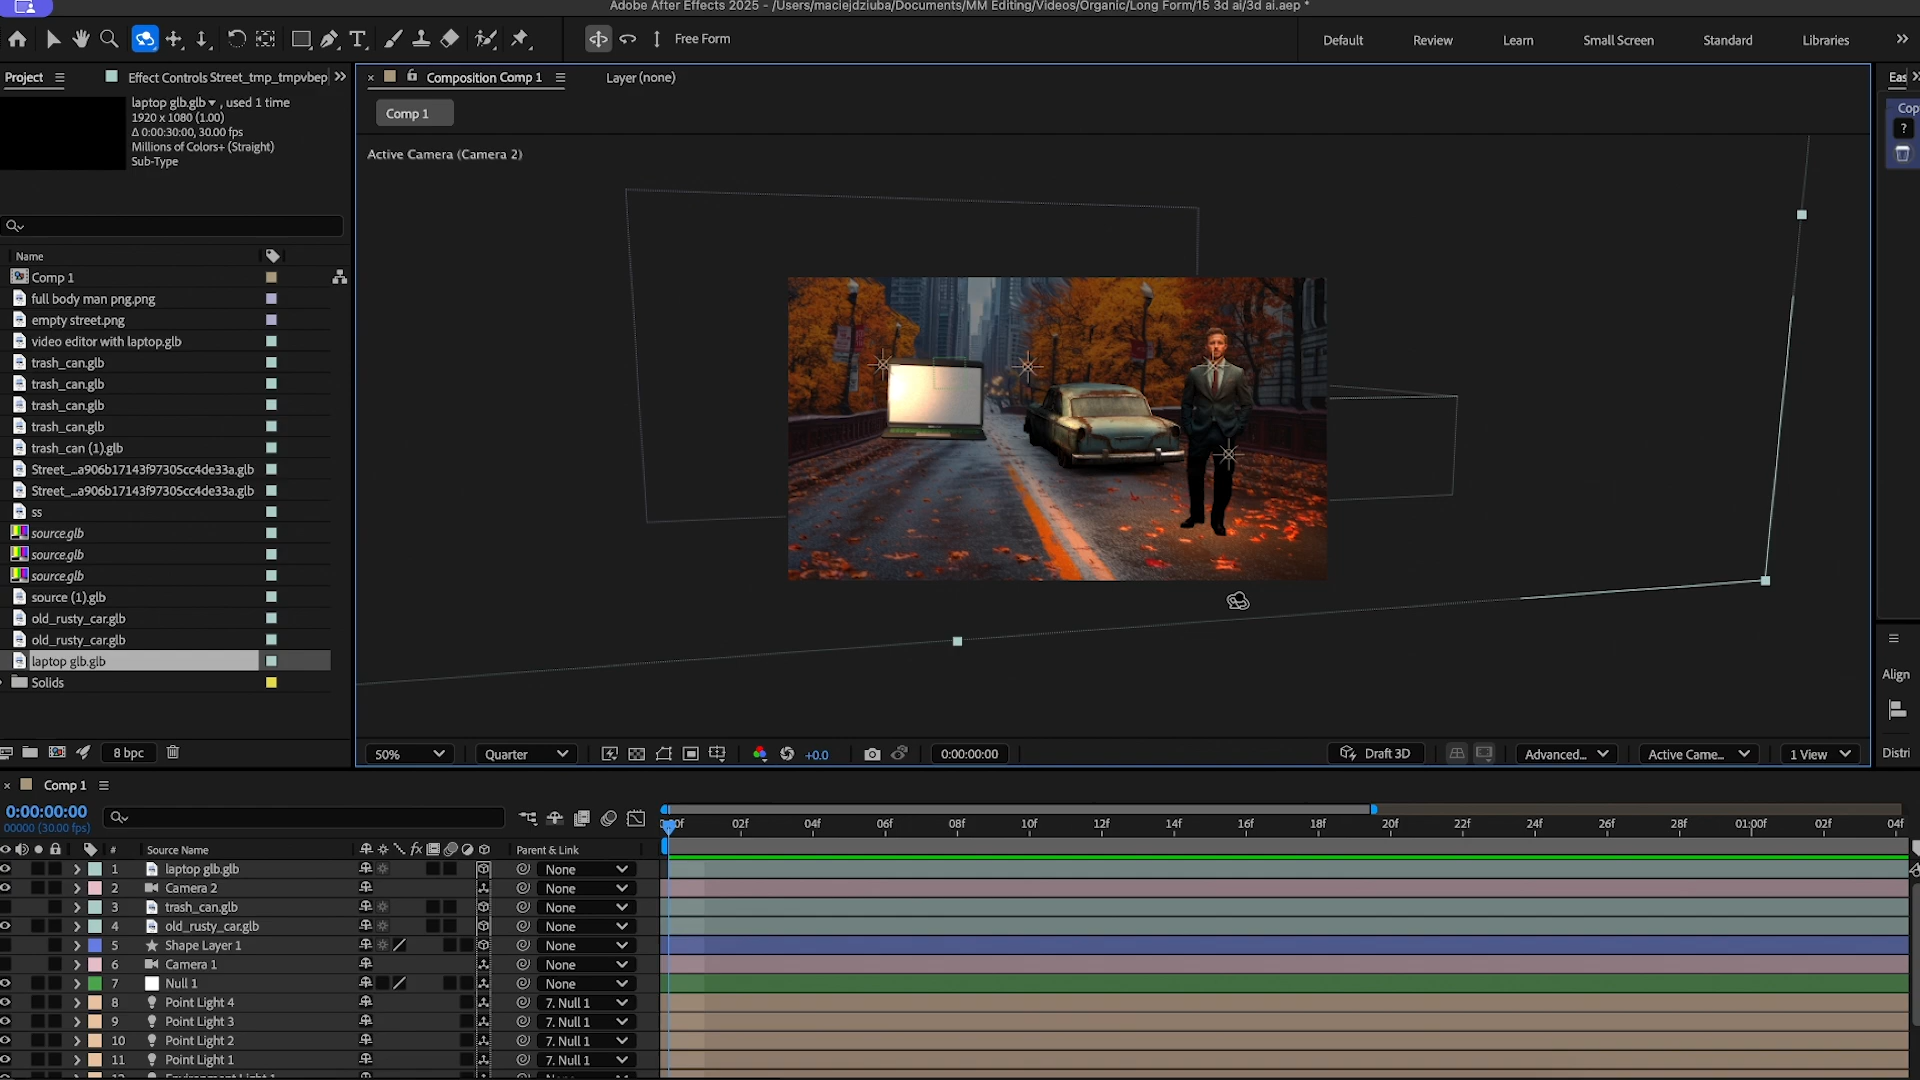 Adobe After Effects 2025 - /Users/maciejdziuba/Documents/MM Editing/Videos/Organic/Long Form/15 3d ai/3d ai.aep *
Free Form
Default
Review
Learn
Small Screen
Standard
Libraries
Project
Effect Controls Street_tmp_tmpvbep
Composition Comp 1
Layer (none)
laptop glb.glb, used 1 time
1920 x 1080 (1.00)
Δ 0:00:30:00, 30.00 fps
Millions of Colors+ (Straight)
Sub-Type
Comp 1
Active Camera (Camera 2)
Eas
Cop
?
Name
Comp 1
full body man png.png
empty street.png
video editor with laptop.glb
trash_can.glb
trash_can.glb
trash_can.glb
trash_can.glb
trash_can (1).glb
Street_...a906b17143f97305cc4de33a.glb
Street_...a906b17143f97305cc4de33a.glb
ss
source.glb
source.glb
source.glb
source (1).glb
old_rusty_car.glb
old_rusty_car.glb
laptop glb.glb
Solids
Align
Distri
8 bpc
50%
Quarter
+0.0
0:00:00:00
Draft 3D
Advanced...
Active Came...
1 View
Comp 1
0:00:00:00
00000 (30.00 fps)
02f 04f 06f 08f 10f 12f 14f 16f 18f 20f 22f 24f 26f 28f 01:00f 02f 04f
# Source Name fx Parent & Link
1 laptop glb.glb None
2 Camera 2 None
3 trash_can.glb None
4 old_rusty_car.glb None
5 Shape Layer 1 None
6 Camera 1 None
7 Null 1 None
8 Point Light 4 7. Null 1
9 Point Light 3 7. Null 1
10 Point Light 2 7. Null 1
11 Point Light 1 7. Null 1